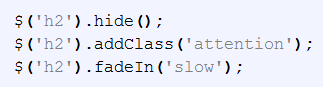 $('h2').hide();
$('h2').addClass('attention');
$('h2').fadeIn('slow');